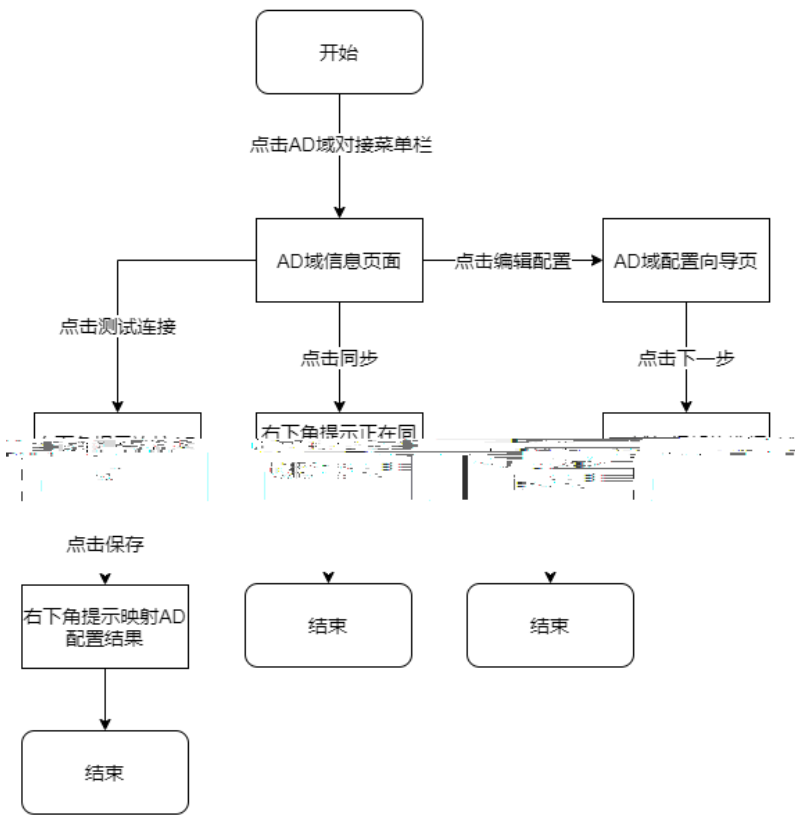 开始
点击AD域对接菜单栏
AD域信息页面
点击编辑配置
AD域配置向导页
点击测试连接
点击同步
点击下一步
右下角提示正在同
点击保存
右下角提示映射AD
配置结果
结束
结束
结束